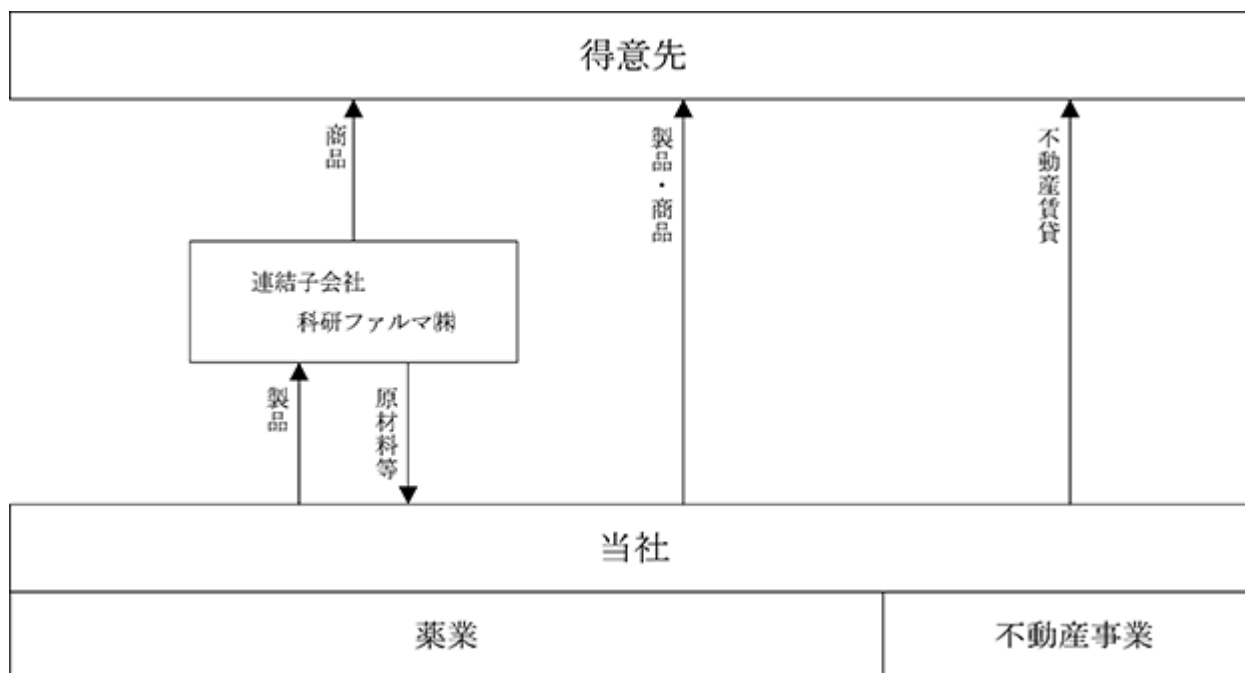 得意先
商品
製品・商品
不動産賃貸
連結子会社
科研ファルマ㈱
製品
原材料等
当社
薬業
不動産事業